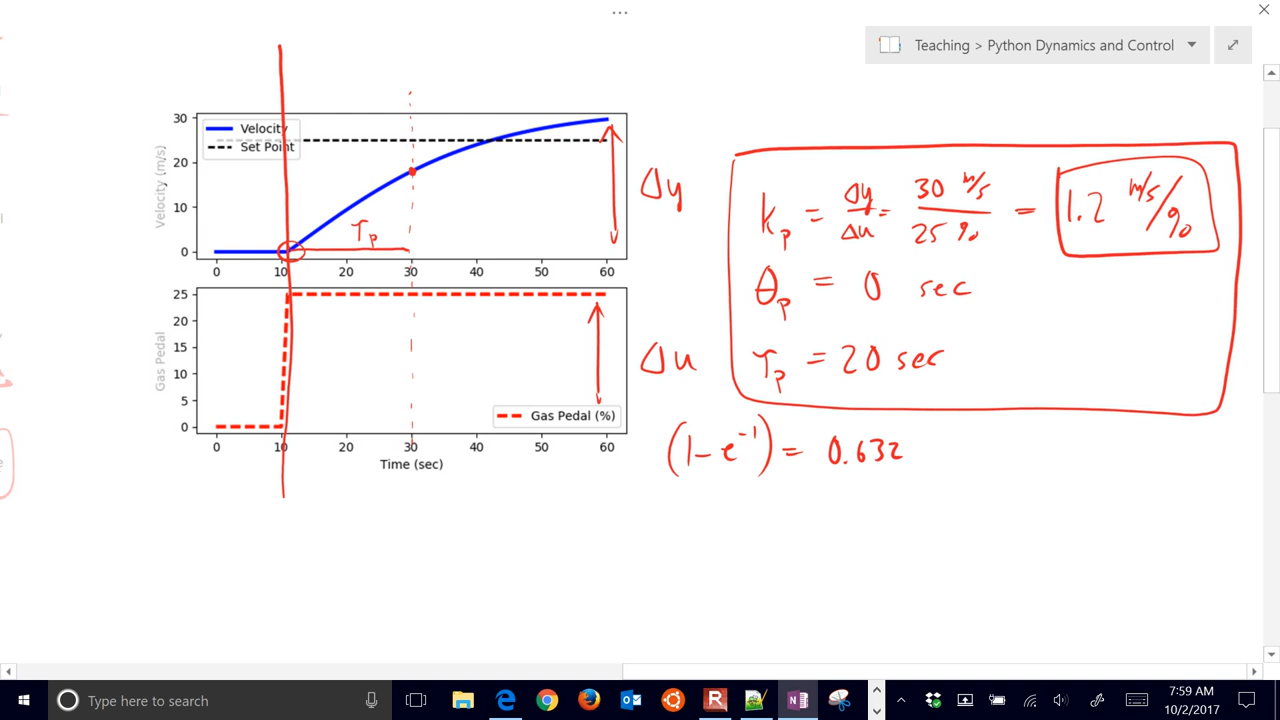 Teaching > Python Dynamics and Control
30
20
10
0
Velocity (m/s)
Velocity
Set Point
τp
Δy
0 10 20 30 40 50 60
25
20
15
10
5
0
Gas Pedal
Gas Pedal (%)
Δu
0 10 20 30 40 50 60
Time (sec)
Kp = Δy/Δu = 30 m/s / 25 % = 1.2 m/s/%
θp = 0 sec
τp = 20 sec
(1-e⁻¹) = 0.632
Type here to search
7:59 AM
10/2/2017